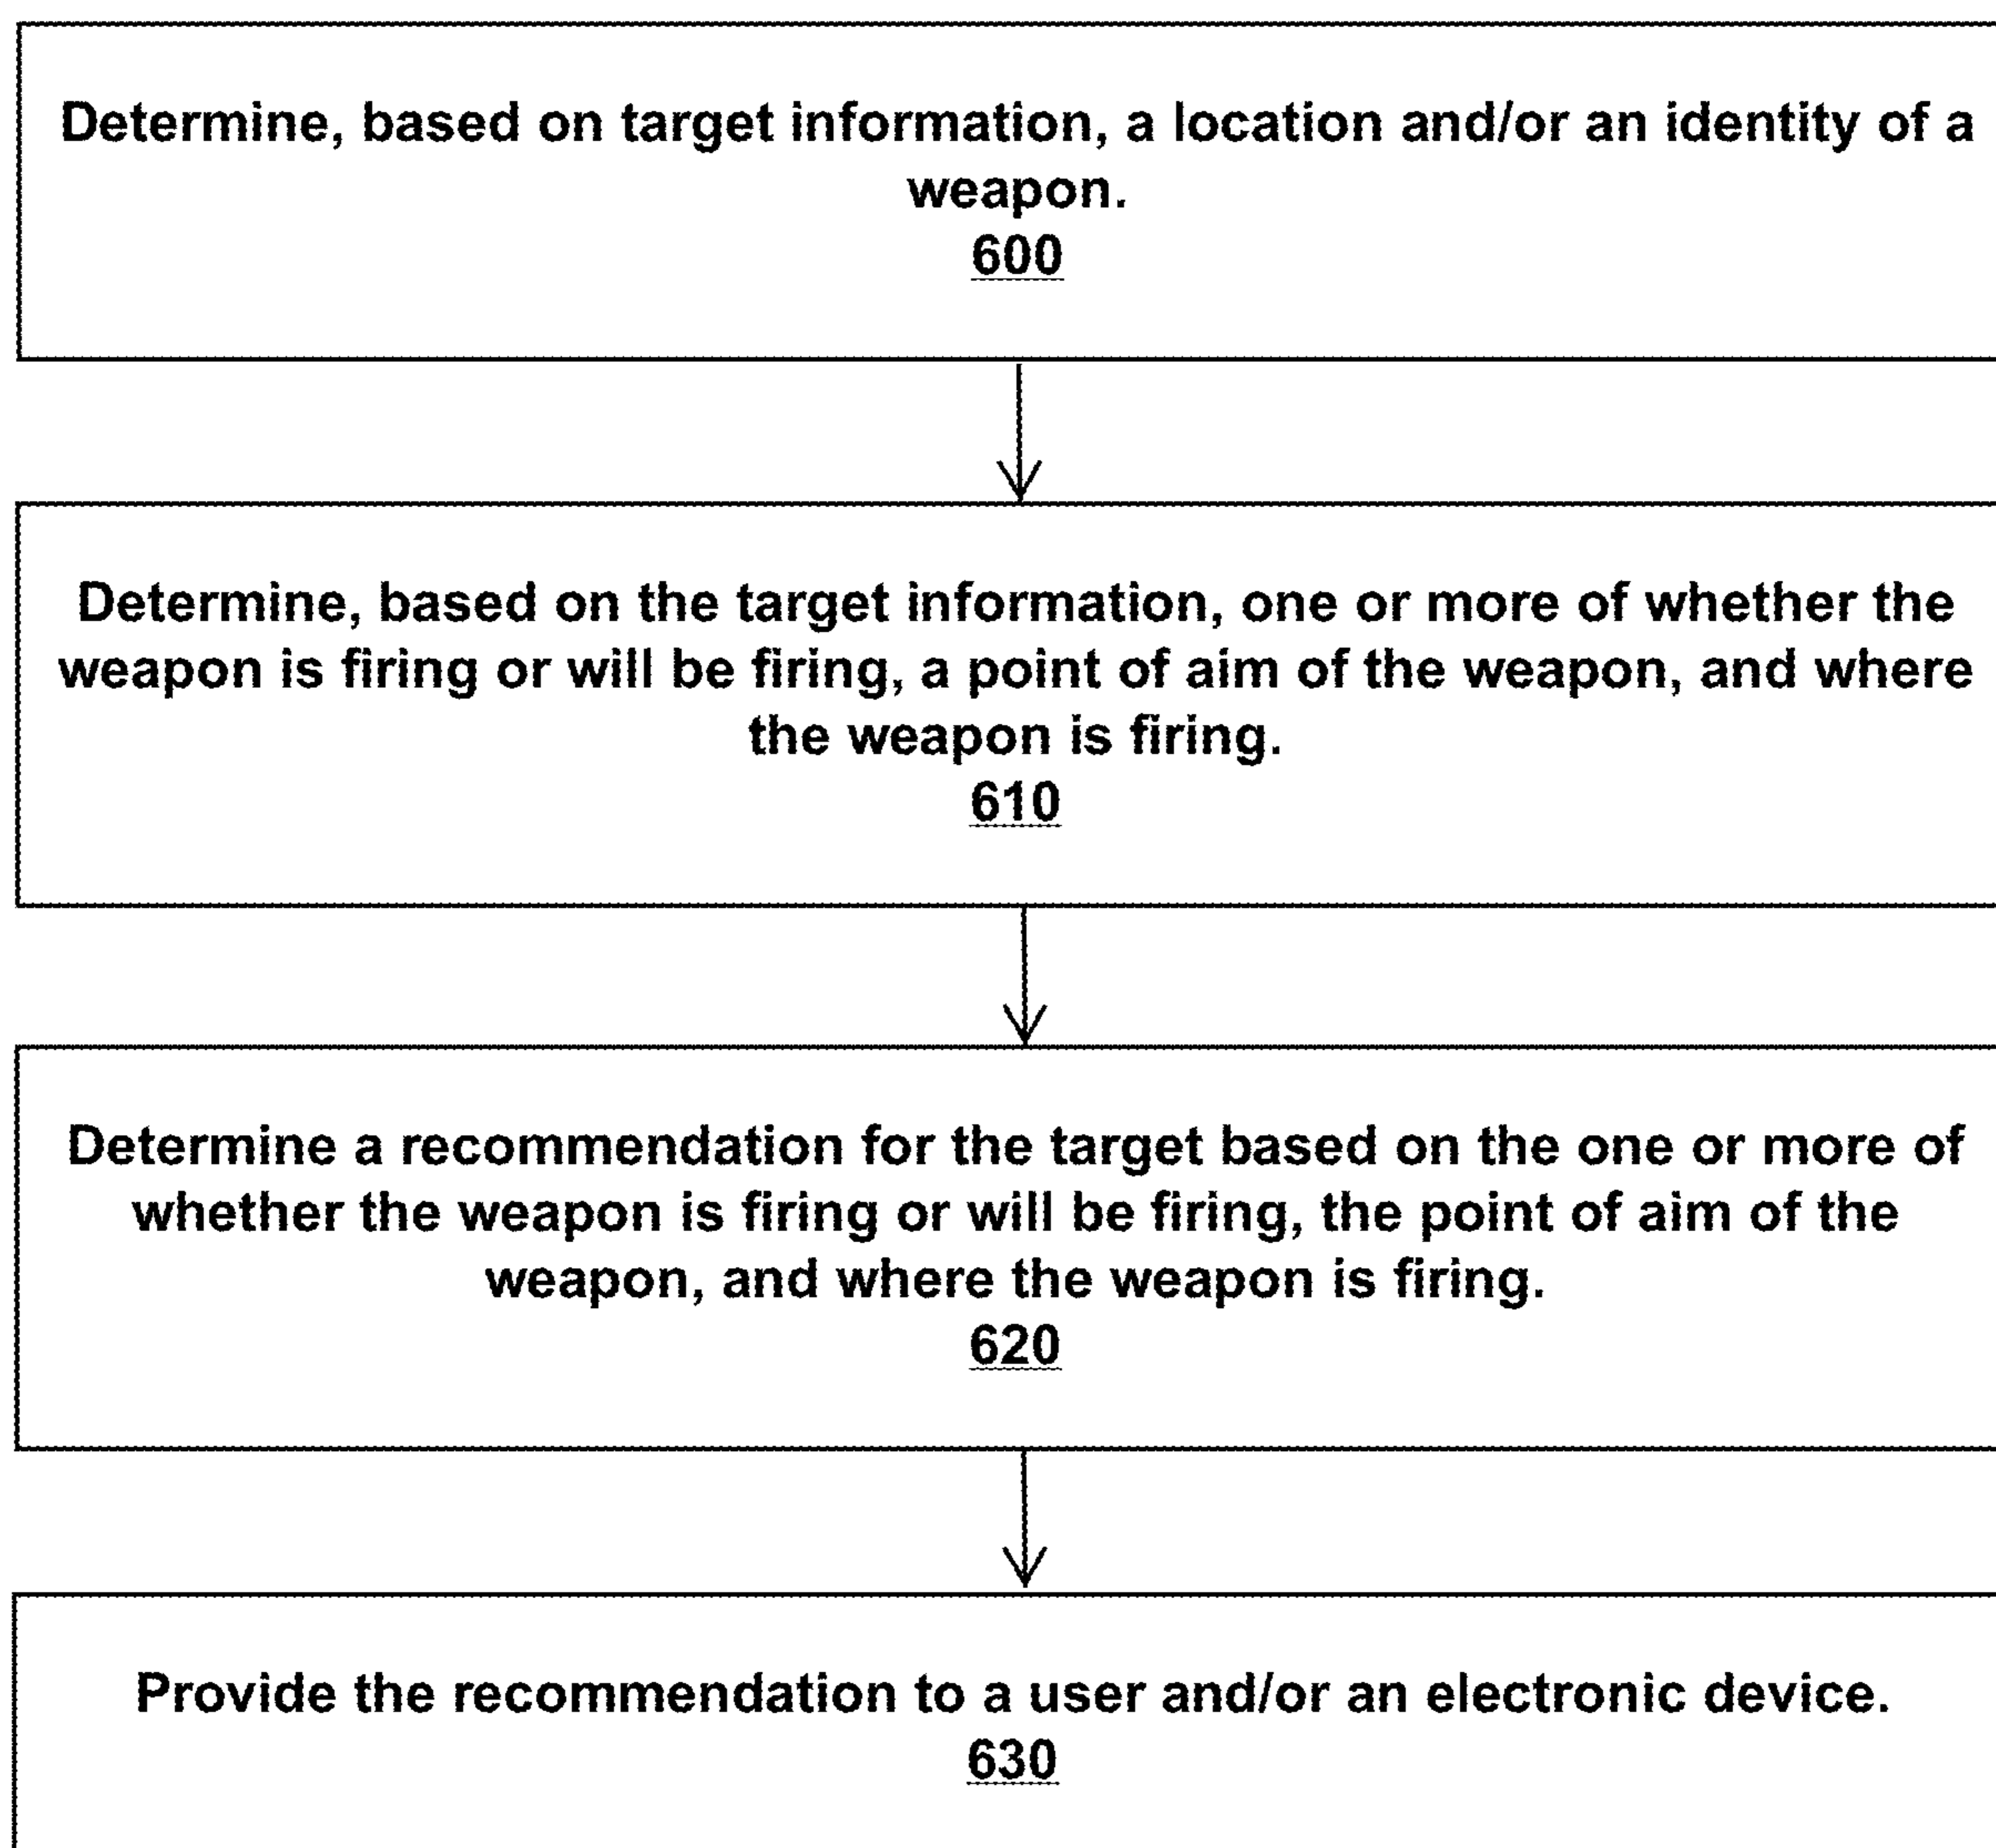 Determine, based on target information, a location and/or an identity of a
weapon.
600
Determine, based on the target information, one or more of whether the
weapon is firing or will be firing, a point of aim of the weapon, and where
the weapon is firing.
610
Determine a recommendation for the target based on the one or more of
whether the weapon is firing or will be firing, the point of aim of the
weapon, and where the weapon is firing.
620
Provide the recommendation to a user and/or an electronic device.
630